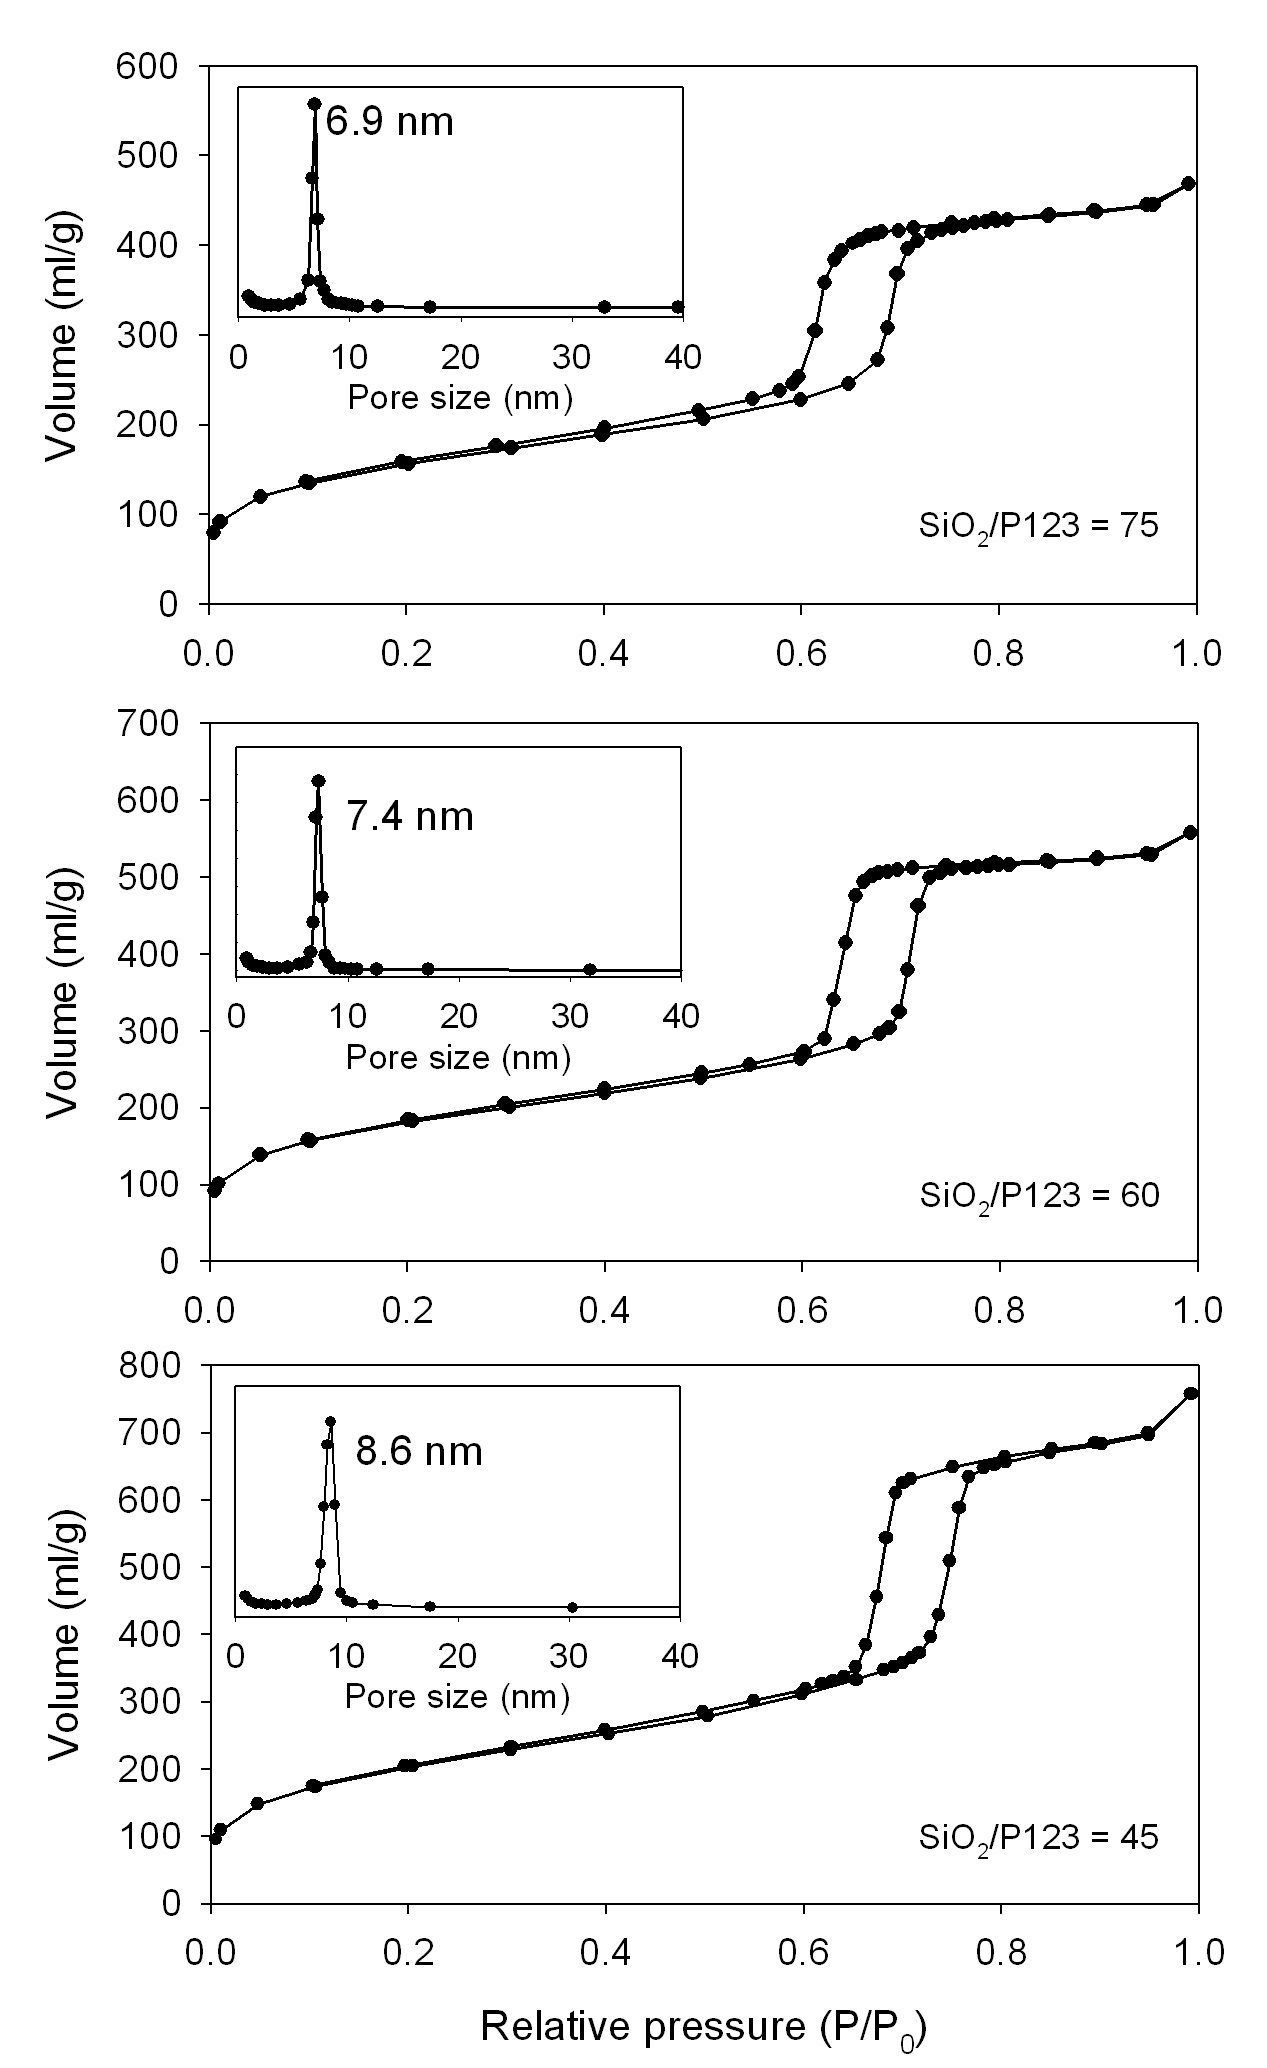 600
500
400
300
200
100
0
Volume (ml/g)
6.9 nm
0 10 20 30 40
Pore size (nm)
SiO₂/P123 = 75
0.0 0.2 0.4 0.6 0.8 1.0
700
600
500
400
300
200
100
0
Volume (ml/g)
7.4 nm
0 10 20 30 40
Pore size (nm)
SiO₂/P123 = 60
0.0 0.2 0.4 0.6 0.8 1.0
800
700
600
500
400
300
200
100
0
Volume (ml/g)
8.6 nm
0 10 20 30 40
Pore size (nm)
SiO₂/P123 = 45
0.0 0.2 0.4 0.6 0.8 1.0
Relative pressure (P/P₀)